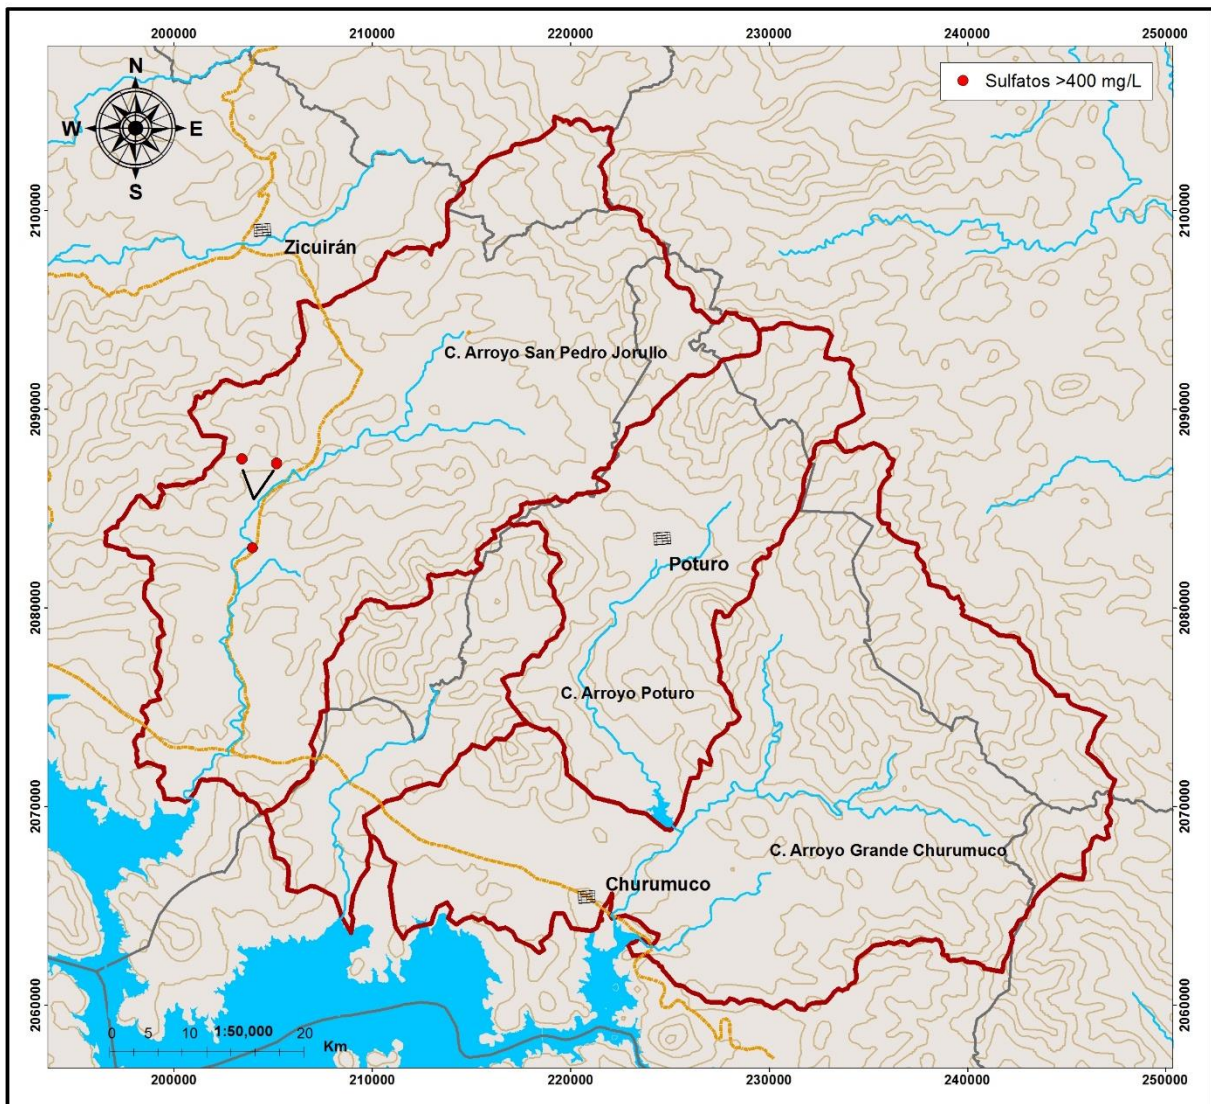 200000 210000 220000 230000 240000 250000
N
W E
S
Sulfatos >400 mg/L
2100000 2100000
Zicuirán
C. Arroyo San Pedro Jorullo
2090000 2090000
Poturo
2080000 2080000
C. Arroyo Poturo
2070000 2070000
C. Arroyo Grande Churumuco
Churumuco
2060000 2060000
0 5 10 1:50,000 20
Km
200000 210000 220000 230000 240000 250000